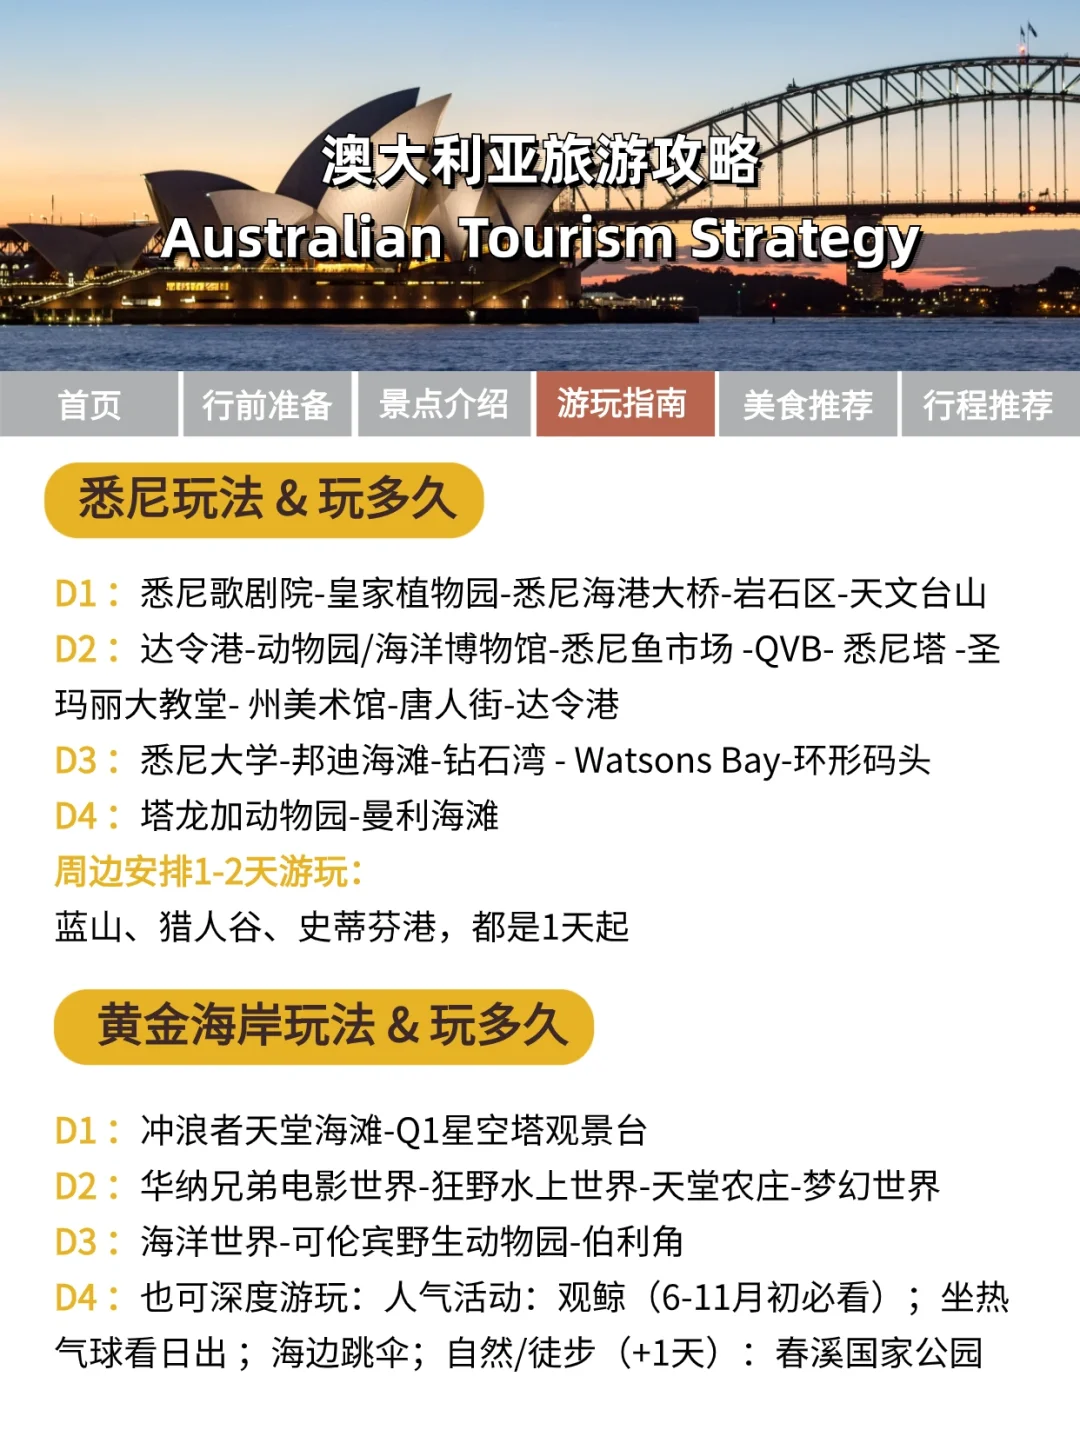 澳大利亚旅游攻略
Australian Tourism Strategy
首页 行前准备 景点介绍 游玩指南 美食推荐 行程推荐
悉尼玩法 & 玩多久
D1：悉尼歌剧院-皇家植物园-悉尼海港大桥-岩石区-天文台山
D2：达令港-动物园/海洋博物馆-悉尼鱼市场 -QVB- 悉尼塔 -圣
玛丽大教堂- 州美术馆-唐人街-达令港
D3：悉尼大学-邦迪海滩-钻石湾 - Watsons Bay-环形码头
D4：塔龙加动物园-曼利海滩
周边安排1-2天游玩：
蓝山、猎人谷、史蒂芬港，都是1天起
黄金海岸玩法 & 玩多久
D1：冲浪者天堂海滩-Q1星空塔观景台
D2：华纳兄弟电影世界-狂野水上世界-天堂农庄-梦幻世界
D3：海洋世界-可伦宾野生动物园-伯利角
D4：也可深度游玩：人气活动：观鲸（6-11月初必看）；坐热
气球看日出 ；海边跳伞；自然/徒步（+1天）：春溪国家公园